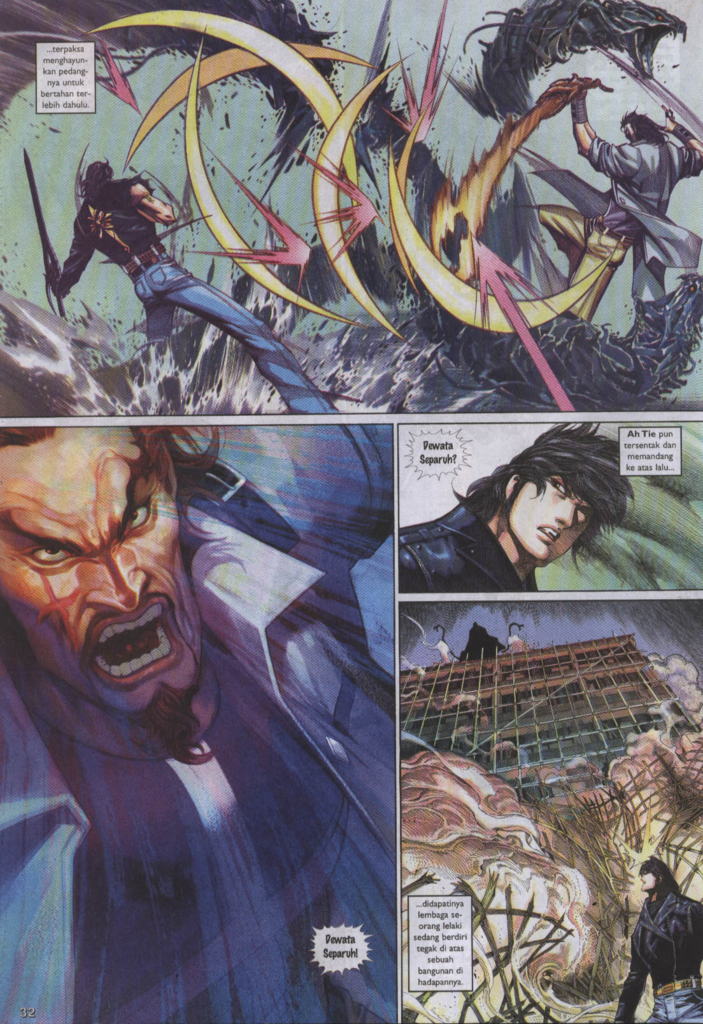 ...terpaksa
menghayun-
kan pedang-
nya untuk
bertahan ter-
lebih dahulu.
Dewata
Separuh?
Ah Tie pun
tersentak dan
memandang
ke atas lalu...
Dewata
Separuh!
...didapatinya
lembaga se-
orang lelaki
sedang berdiri
tegak di atas
sebuah
bangunan di
hadapannya.
32